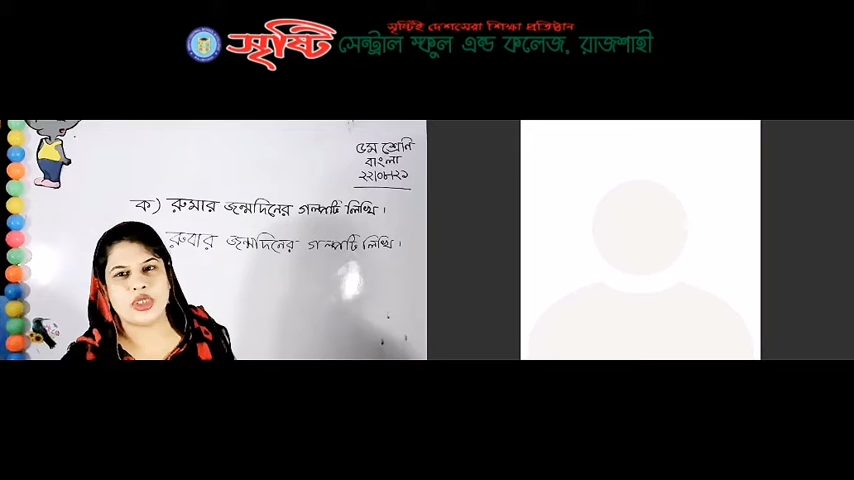 সৃষ্টিই দেশসেরা শিক্ষা প্রতিষ্ঠান
সৃষ্টি সেন্ট্রাল স্কুল এন্ড কলেজ, রাজশাহী
৫ম শ্রেণি
বাংলা
২২।০৮।২১
ক) রুমার জন্মদিনের গল্পটি লিখি।
রুবার জন্মদিনের গল্পটি লিখি।